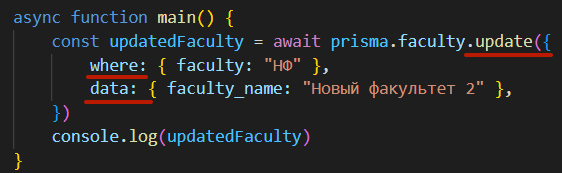 async function main() {
const updatedFaculty = await prisma.faculty.update({
where: { faculty: "НФ" },
data: { faculty_name: "Новый факультет 2" },
})
console.log(updatedFaculty)
}